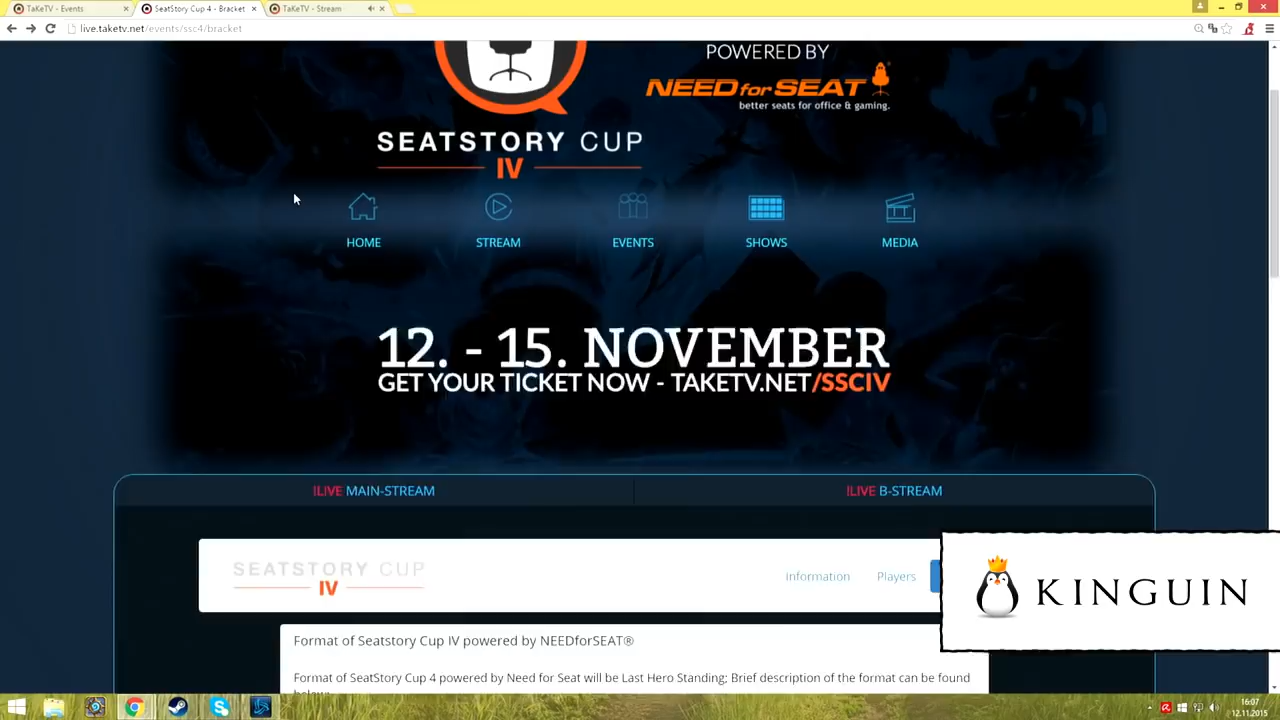 TaKeTV - Events
SeatStory Cup 4 - Bracket
TaKeTV - Stream
live.taketv.net/events/ssc4/bracket
POWERED BY
NEED for SEAT
better seats for office & gaming.
SEATSTORY CUP
IV
HOME
STREAM
EVENTS
SHOWS
MEDIA
12. - 15. NOVEMBER
GET YOUR TICKET NOW - TAKETV.NET/SSCIV
!LIVE MAIN-STREAM
!LIVE B-STREAM
SEATSTORY CUP
IV
Information
Players
KINGUIN
Format of Seatstory Cup IV powered by NEEDforSEAT®
Format of SeatStory Cup 4 powered by Need for Seat will be Last Hero Standing; Brief description of the format can be found
below:
16:07
12.11.2015